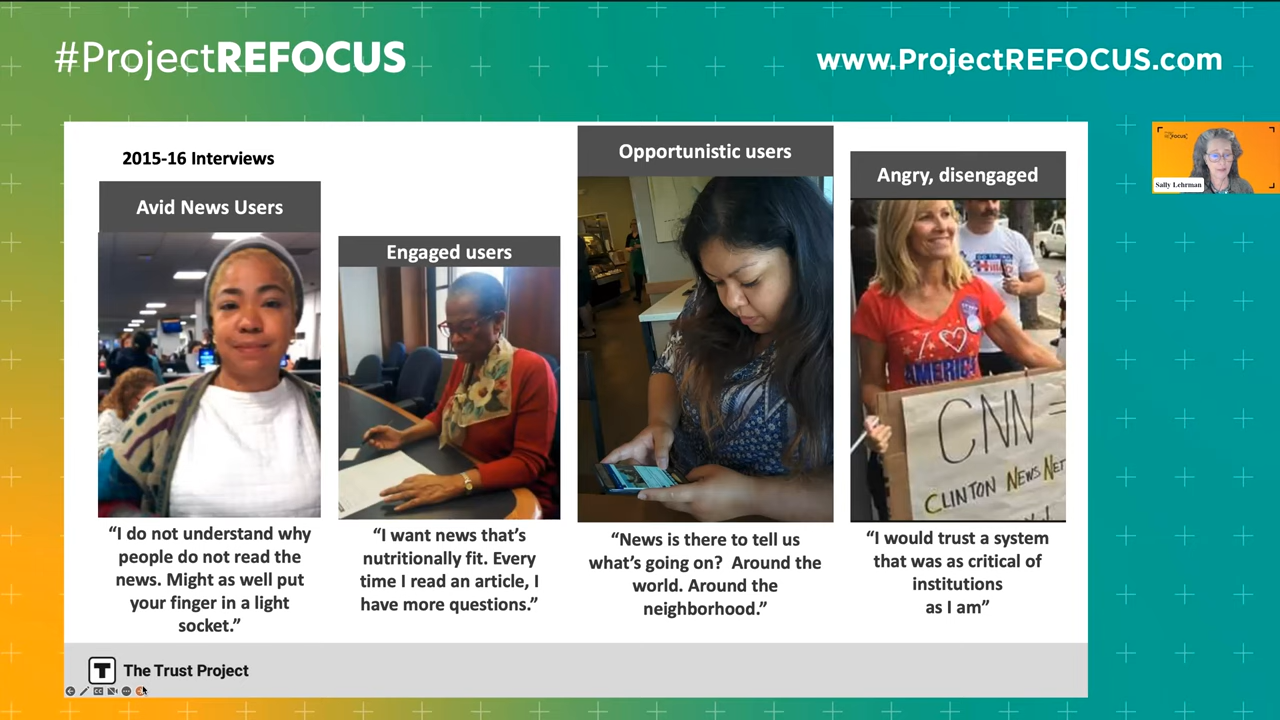 #ProjectREFOCUS
www.ProjectREFOCUS.com
2015-16 Interviews
Avid News Users
“I do not understand why
people do not read the
news. Might as well put
your finger in a light
socket.”
Engaged users
“I want news that’s
nutritionally fit. Every
time I read an article, I
have more questions.”
Opportunistic users
“News is there to tell us
what’s going on?  Around the
world. Around the
neighborhood.”
Angry, disengaged
I
AMERIC
CNN =
CLINTON NEWS NET
“I would trust a system
that was as critical of
institutions
as I am”
T The Trust Project
CC
REFOCUS
Sally Lehrman